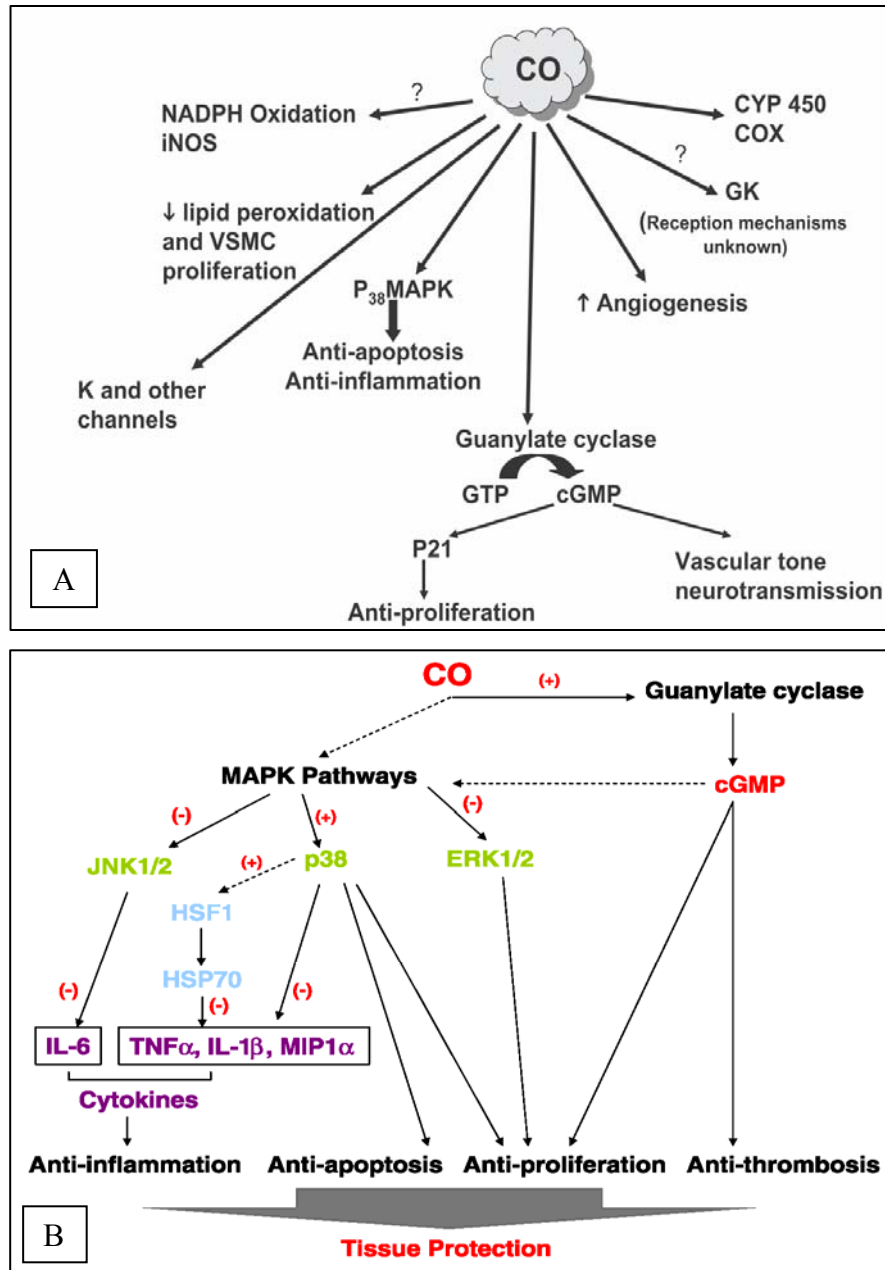 CO
?
NADPH Oxidation
iNOS
CYP 450
COX
?
GK
(Reception mechanisms
unknown)
↓ lipid peroxidation
and VSMC
proliferation
P38MAPK
↑ Angiogenesis
Anti-apoptosis
Anti-inflammation
K and other
channels
Guanylate cyclase
GTP cGMP
P21
Vascular tone
neurotransmission
Anti-proliferation
A
CO
(+)
Guanylate cyclase
MAPK Pathways
cGMP
(-)
(+)
(-)
JNK1/2
(+)
p38
ERK1/2
HSF1
HSP70
(-)
(-)
(-)
IL-6
TNFα, IL-1β, MIP1α
Cytokines
Anti-inflammation
Anti-apoptosis
Anti-proliferation
Anti-thrombosis
B
Tissue Protection